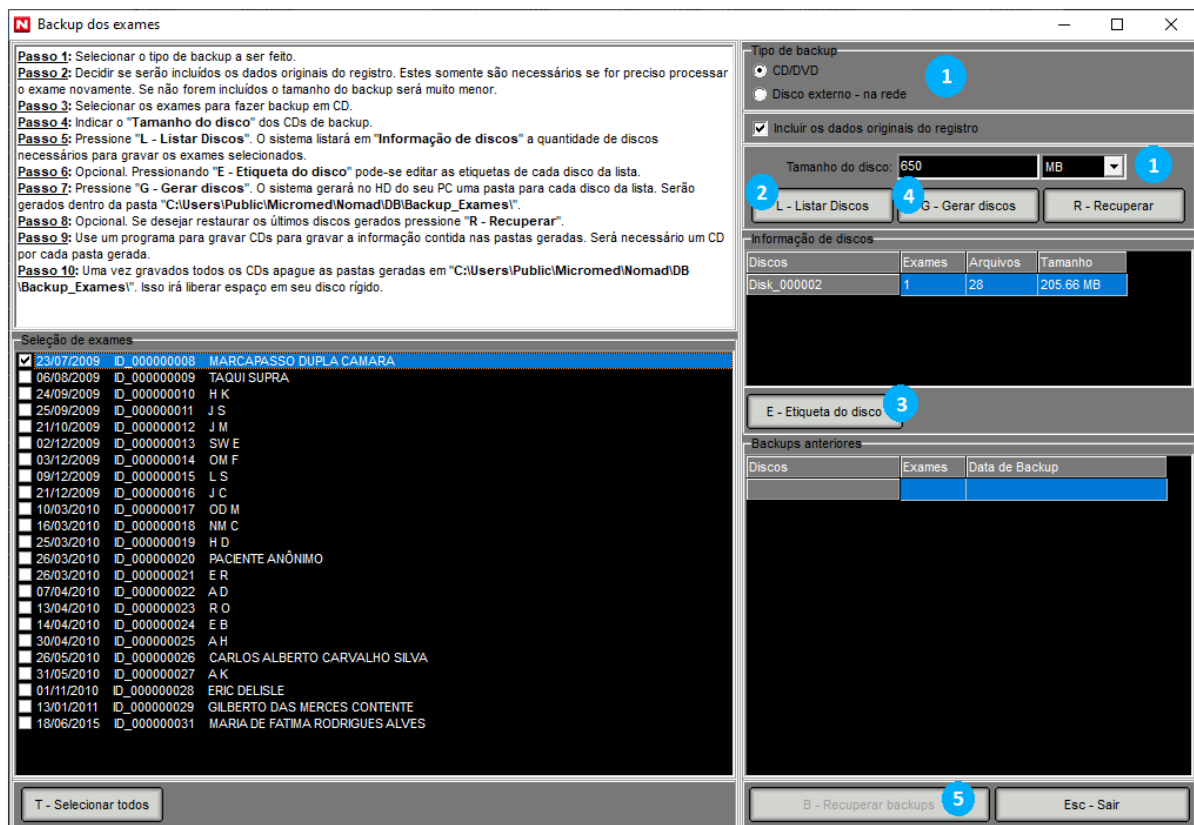 Backup dos exames
Passo 1: Selecionar o tipo de backup a ser feito.
Passo 2: Decidir se serão incluídos os dados originais do registro. Estes somente são necessários se for preciso processar
o exame novamente. Se não forem incluídos o tamanho do backup será muito menor.
Passo 3: Selecionar os exames para fazer backup em CD.
Passo 4: Indicar o "Tamanho do disco" dos CDs de backup.
Passo 5: Pressione "L - Listar Discos". O sistema listará em "Informação de discos" a quantidade de discos
necessários para gravar os exames selecionados.
Passo 6: Opcional. Pressionando "E - Etiqueta do disco" pode-se editar as etiquetas de cada disco da lista.
Passo 7: Pressione "G - Gerar discos". O sistema gerará no HD do seu PC uma pasta para cada disco da lista. Serão
gerados dentro da pasta "C:\Users\Public\Micromed\Nomad\DB\Backup_Exames\".
Passo 8: Opcional. Se desejar restaurar os últimos discos gerados pressione "R - Recuperar".
Passo 9: Use um programa para gravar CDs para gravar a informação contida nas pastas geradas. Será necessário um CD
por cada pasta gerada.
Passo 10: Uma vez gravados todos os CDs apague as pastas geradas em "C:\Users\Public\Micromed\Nomad\DB
\Backup_Exames\". Isso irá liberar espaço em seu disco rígido.
Seleção de exames
23/07/2009 ID_000000008 MARCAPASSO DUPLA CAMARA
06/08/2009 ID_000000009 TAQUI SUPRA
24/09/2009 ID_000000010 H K
25/09/2009 ID_000000011 J S
21/10/2009 ID_000000012 J M
02/12/2009 ID_000000013 SW E
03/12/2009 ID_000000014 OM F
09/12/2009 ID_000000015 L S
21/12/2009 ID_000000016 J C
10/03/2010 ID_000000017 OD M
16/03/2010 ID_000000018 NM C
25/03/2010 ID_000000019 H D
26/03/2010 ID_000000020 PACIENTE ANÔNIMO
26/03/2010 ID_000000021 E R
07/04/2010 ID_000000022 A D
13/04/2010 ID_000000023 R O
14/04/2010 ID_000000024 E B
30/04/2010 ID_000000025 A H
26/05/2010 ID_000000026 CARLOS ALBERTO CARVALHO SILVA
31/05/2010 ID_000000027 A K
01/11/2010 ID_000000028 ERIC DELISLE
13/01/2011 ID_000000029 GILBERTO DAS MERCES CONTENTE
18/06/2015 ID_000000031 MARIA DE FATIMA RODRIGUES ALVES
T - Selecionar todos
Tipo de backup
CD/DVD
1
Disco externo - na rede
Incluir os dados originais do registro
Tamanho do disco: 650 MB 1
2 L - Listar Discos 4 G - Gerar discos R - Recuperar
Informação de discos
Discos Exames Arquivos Tamanho
Disk_000002 1 28 205.66 MB
E - Etiqueta do disco 3
Backups anteriores
Discos Exames Data de Backup
B - Recuperar backups 5 Esc - Sair